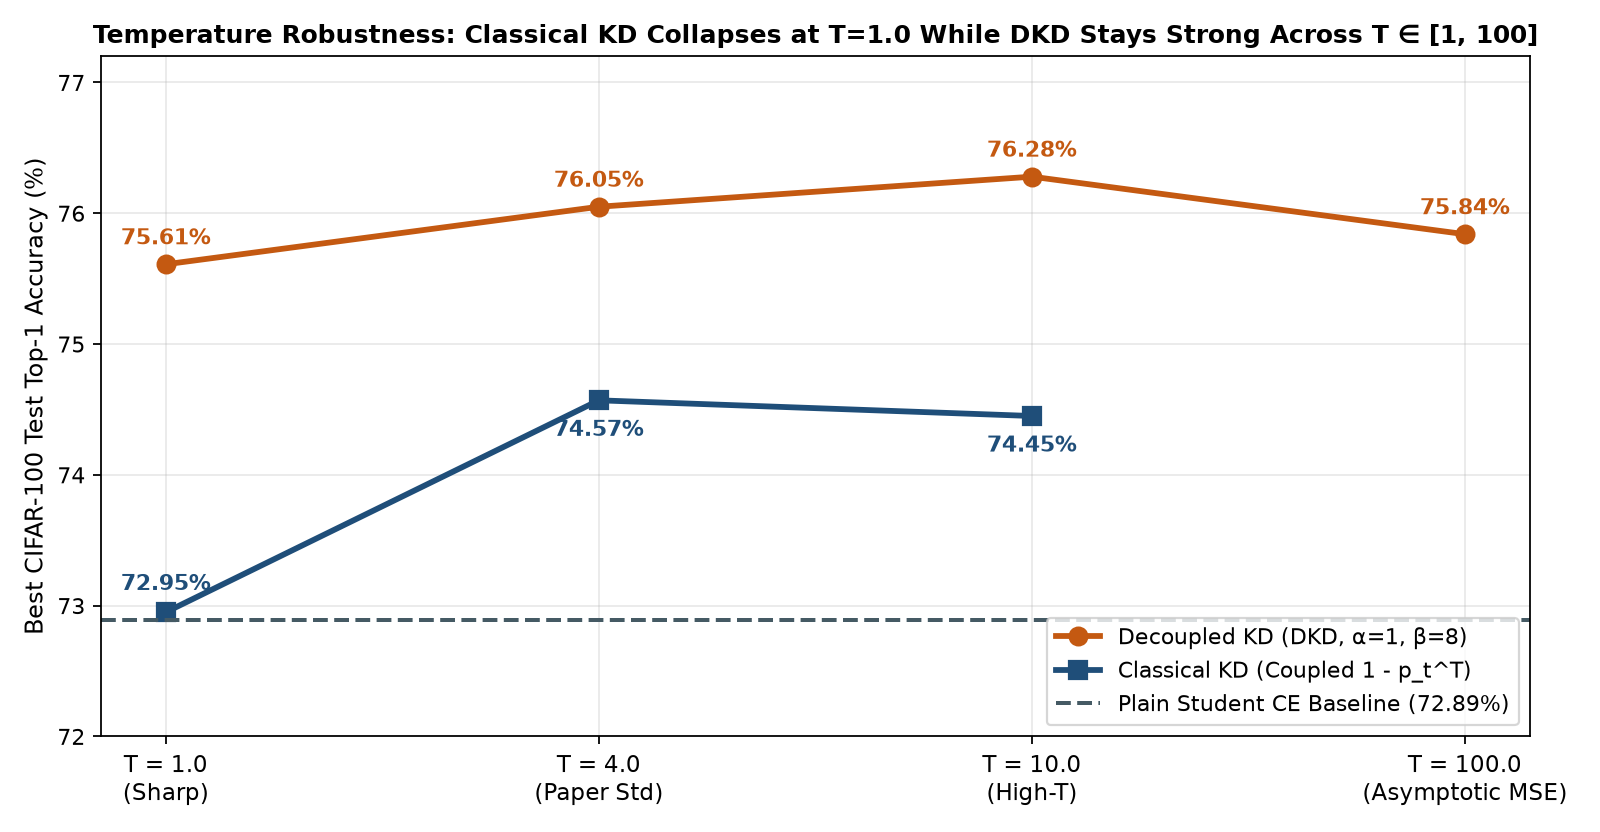 Temperature Robustness: Classical KD Collapses at T=1.0 While DKD Stays Strong Across T ∈ [1, 100]
Best CIFAR-100 Test Top-1 Accuracy (%)
77
76
75
74
73
72
75.61%
76.05%
76.28%
75.84%
72.95%
74.57%
74.45%
Decoupled KD (DKD, α=1, β=8)
Classical KD (Coupled 1 - p_t^T)
Plain Student CE Baseline (72.89%)
T = 1.0
(Sharp)
T = 4.0
(Paper Std)
T = 10.0
(High-T)
T = 100.0
(Asymptotic MSE)